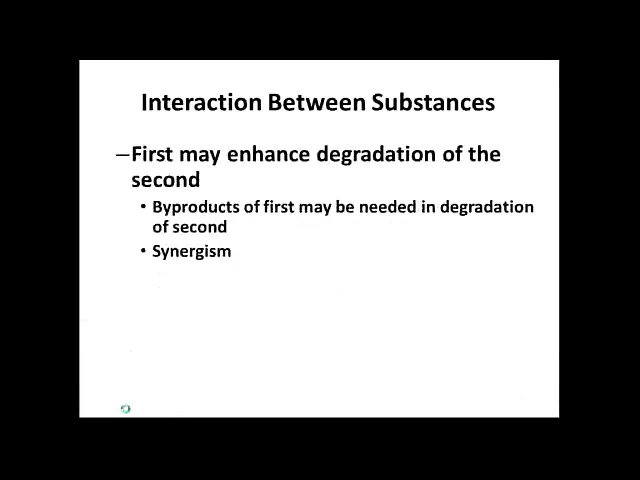 Interaction Between Substances
–First may enhance degradation of the
second
• Byproducts of first may be needed in degradation
of second
• Synergism